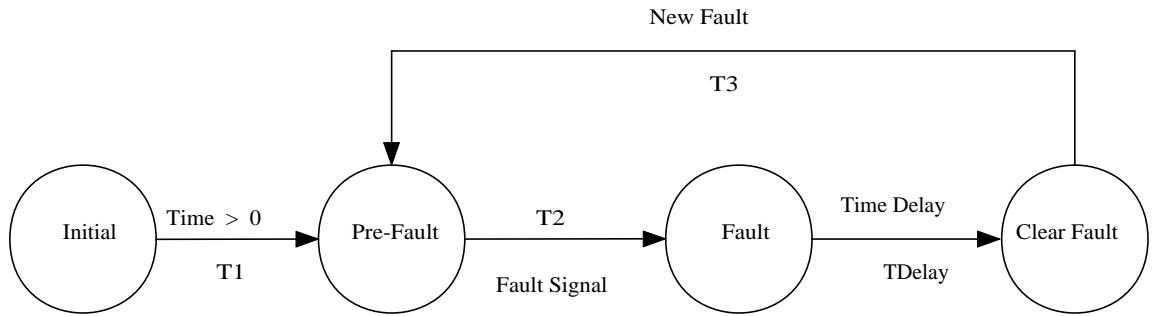 New Fault
T3
Initial
Time > 0
T1
Pre-Fault
T2
Fault Signal
Fault
Time Delay
TDelay
Clear Fault